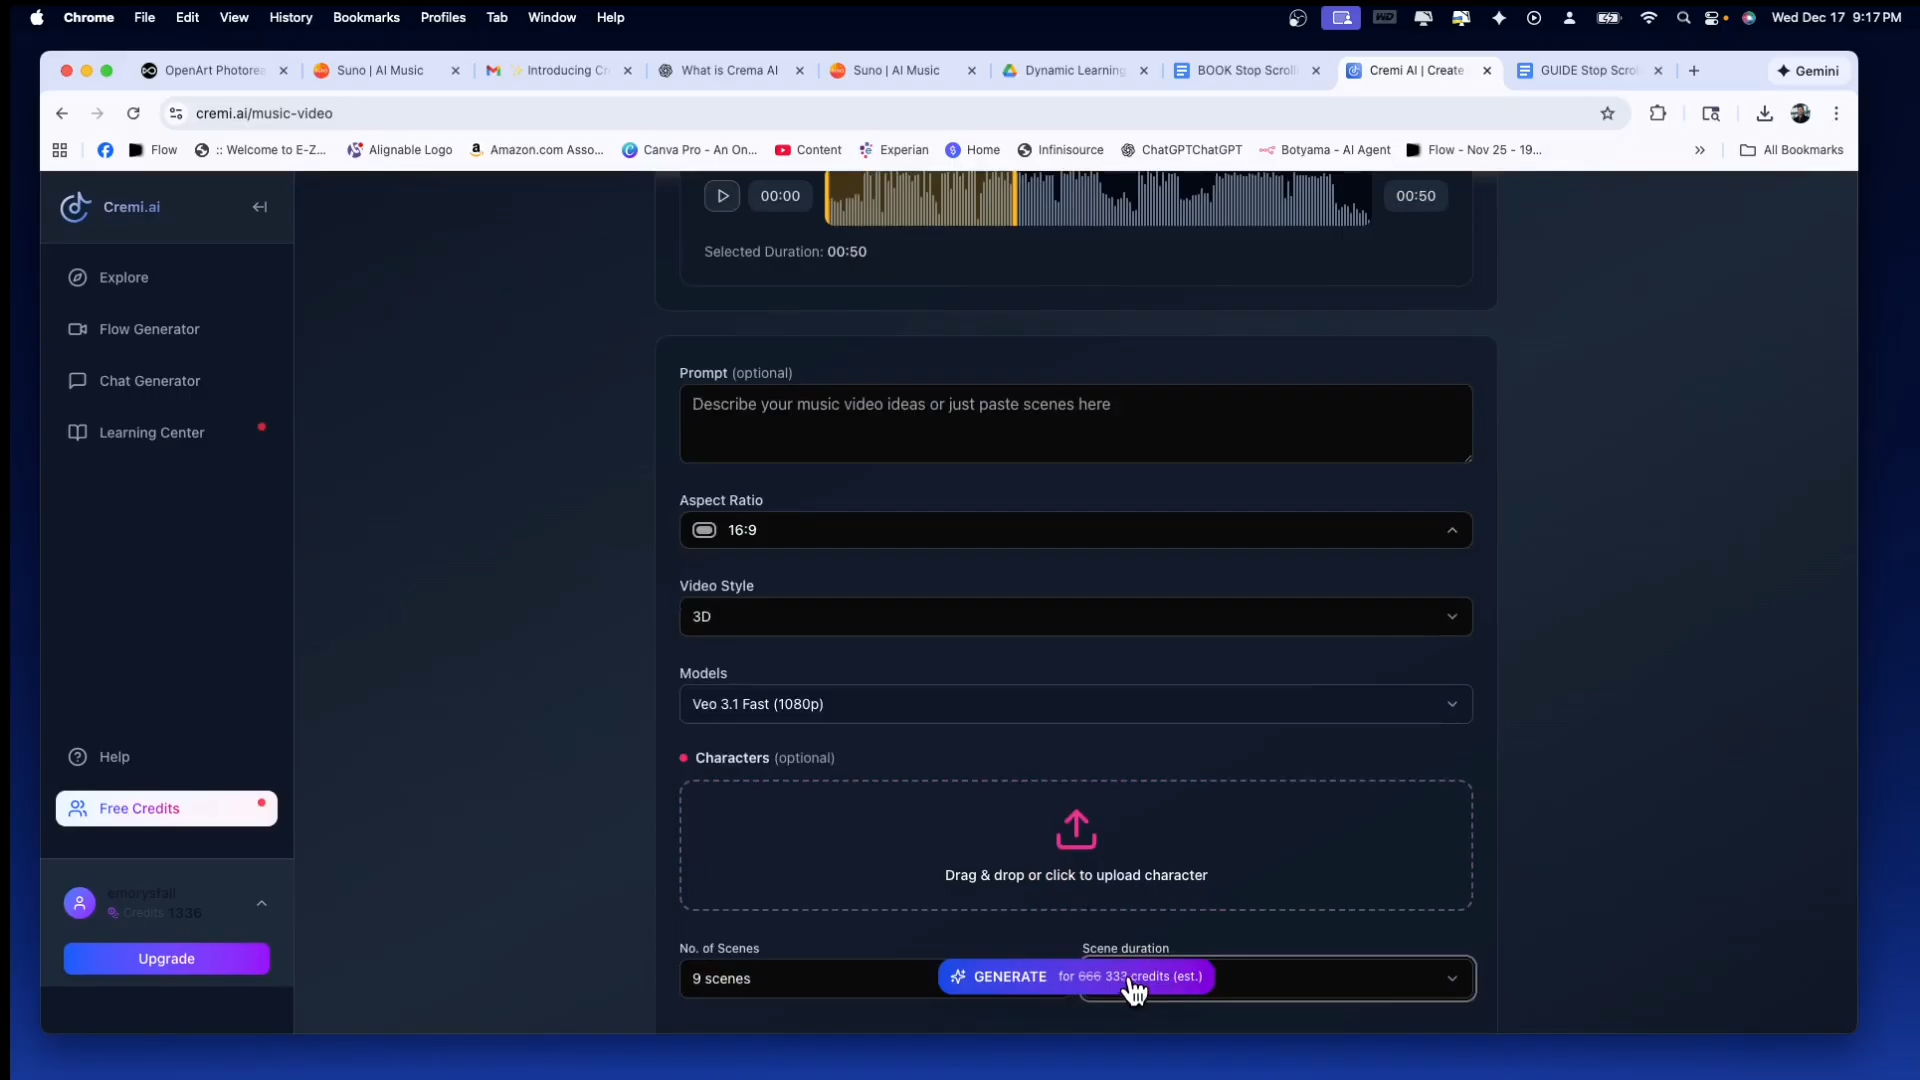 Chrome File Edit View History Bookmarks Profiles Tab Window Help
Wed Dec 17 9:17 PM
OpenArt Photorea
Suno | AI Music
Introducing Cr
What is Crema AI
Suno | AI Music
Dynamic Learning
BOOK Stop Scroll
Cremi AI | Create
GUIDE Stop Scrol
Gemini
cremi.ai/music-video
Flow
:: Welcome to E-Z...
Alignable Logo
Amazon.com Asso...
Canva Pro - An On...
Content
Experian
Home
Infinisource
ChatGPTChatGPT
Botyama - AI Agent
Flow - Nov 25 - 19...
All Bookmarks
Cremi.ai
Explore
Flow Generator
Chat Generator
Learning Center
Help
Free Credits
emorysfail
Credits 1336
Upgrade
00:00
00:50
Selected Duration: 00:50
Prompt (optional)
Describe your music video ideas or just paste scenes here
Aspect Ratio
16:9
Video Style
3D
Models
Veo 3.1 Fast (1080p)
Characters (optional)
Drag & drop or click to upload character
No. of Scenes
Scene duration
9 scenes
GENERATE for 666 333 credits (est.)